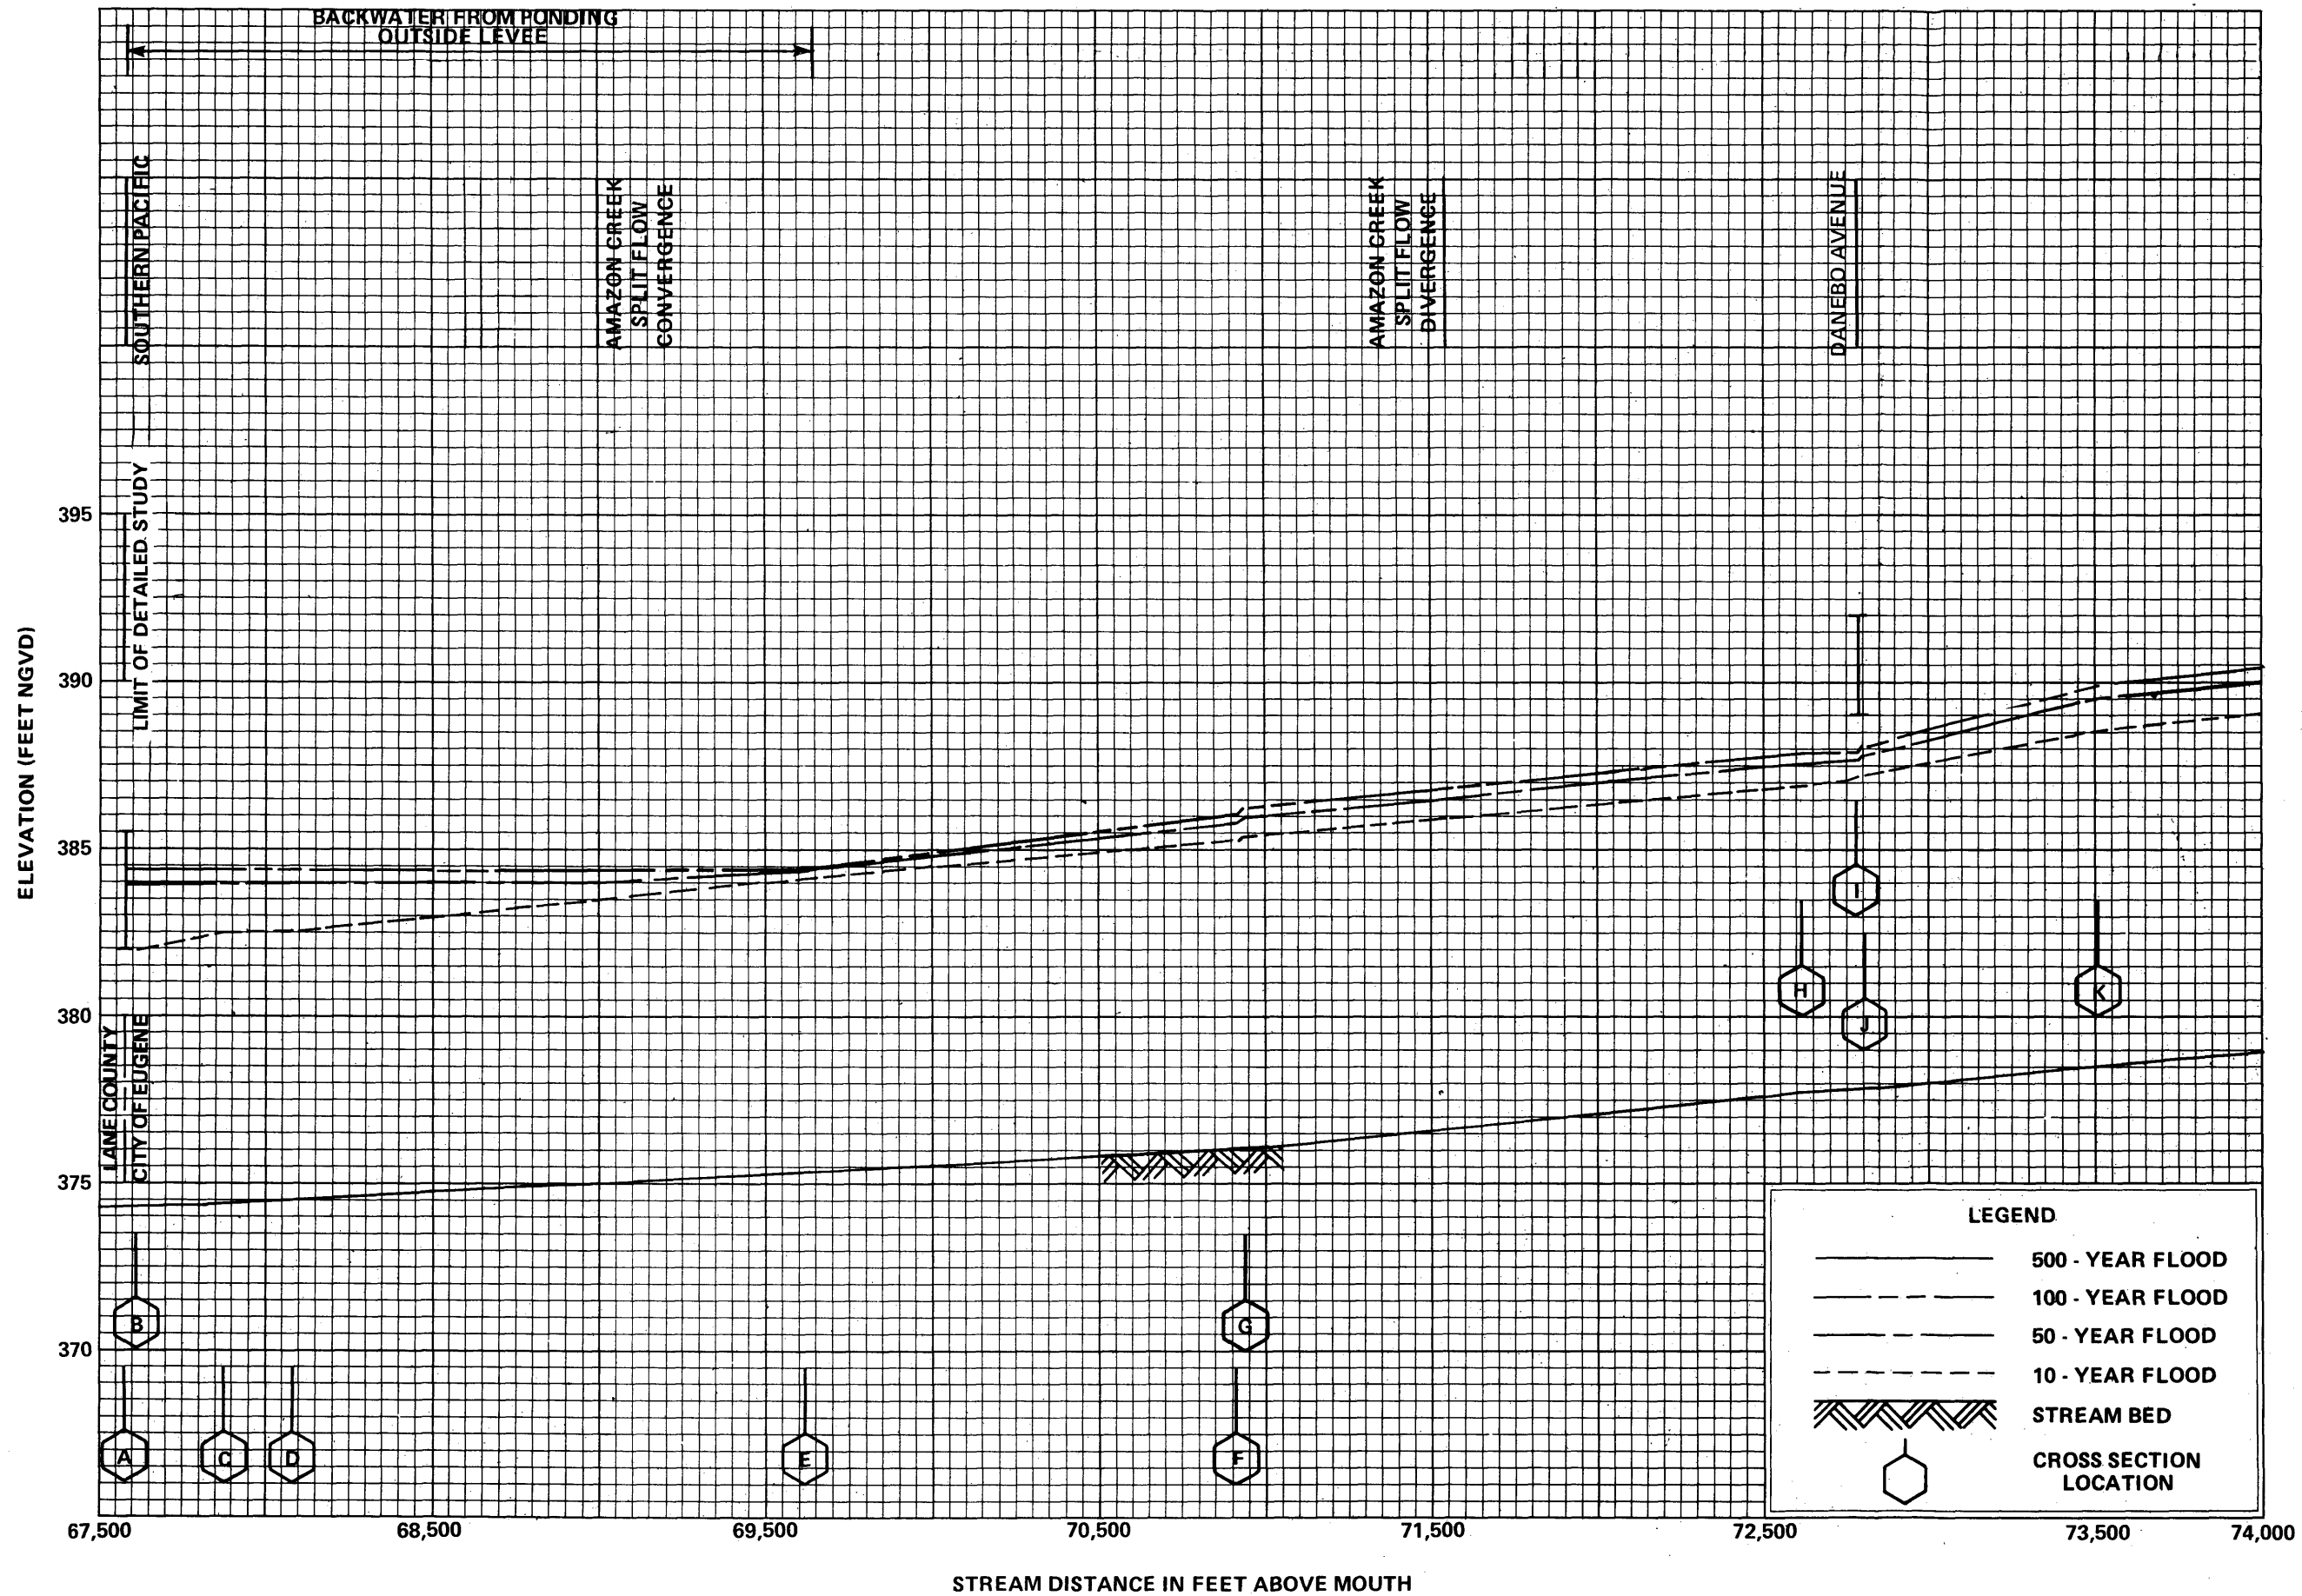 BACKWATER FROM PONDING
OUTSIDE LEVEE
SOUTHERN PACIFIC
AMAZON CREEK
SPLIT FLOW
CONVERGENCE
AMAZON CREEK
SPLIT FLOW
DIVERGENCE
DANEBO AVENUE
LIMIT OF DETAILED STUDY
ELEVATION (FEET NGVD)
395
390
385
380
375
370
LANE COUNTY
CITY OF EUGENE
I
H
K
J
B
G
A
C
D
E
F
LEGEND
500 - YEAR FLOOD
100 - YEAR FLOOD
50 - YEAR FLOOD
10 - YEAR FLOOD
STREAM BED
CROSS SECTION
LOCATION
67,500
68,500
69,500
70,500
71,500
72,500
73,500
74,000
STREAM DISTANCE IN FEET ABOVE MOUTH